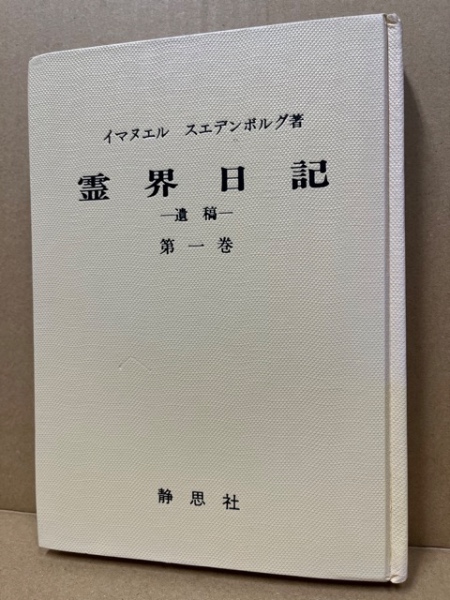 イマヌエル スエデンボルグ著
霊界日記
―遺稿―
第一巻
静思社